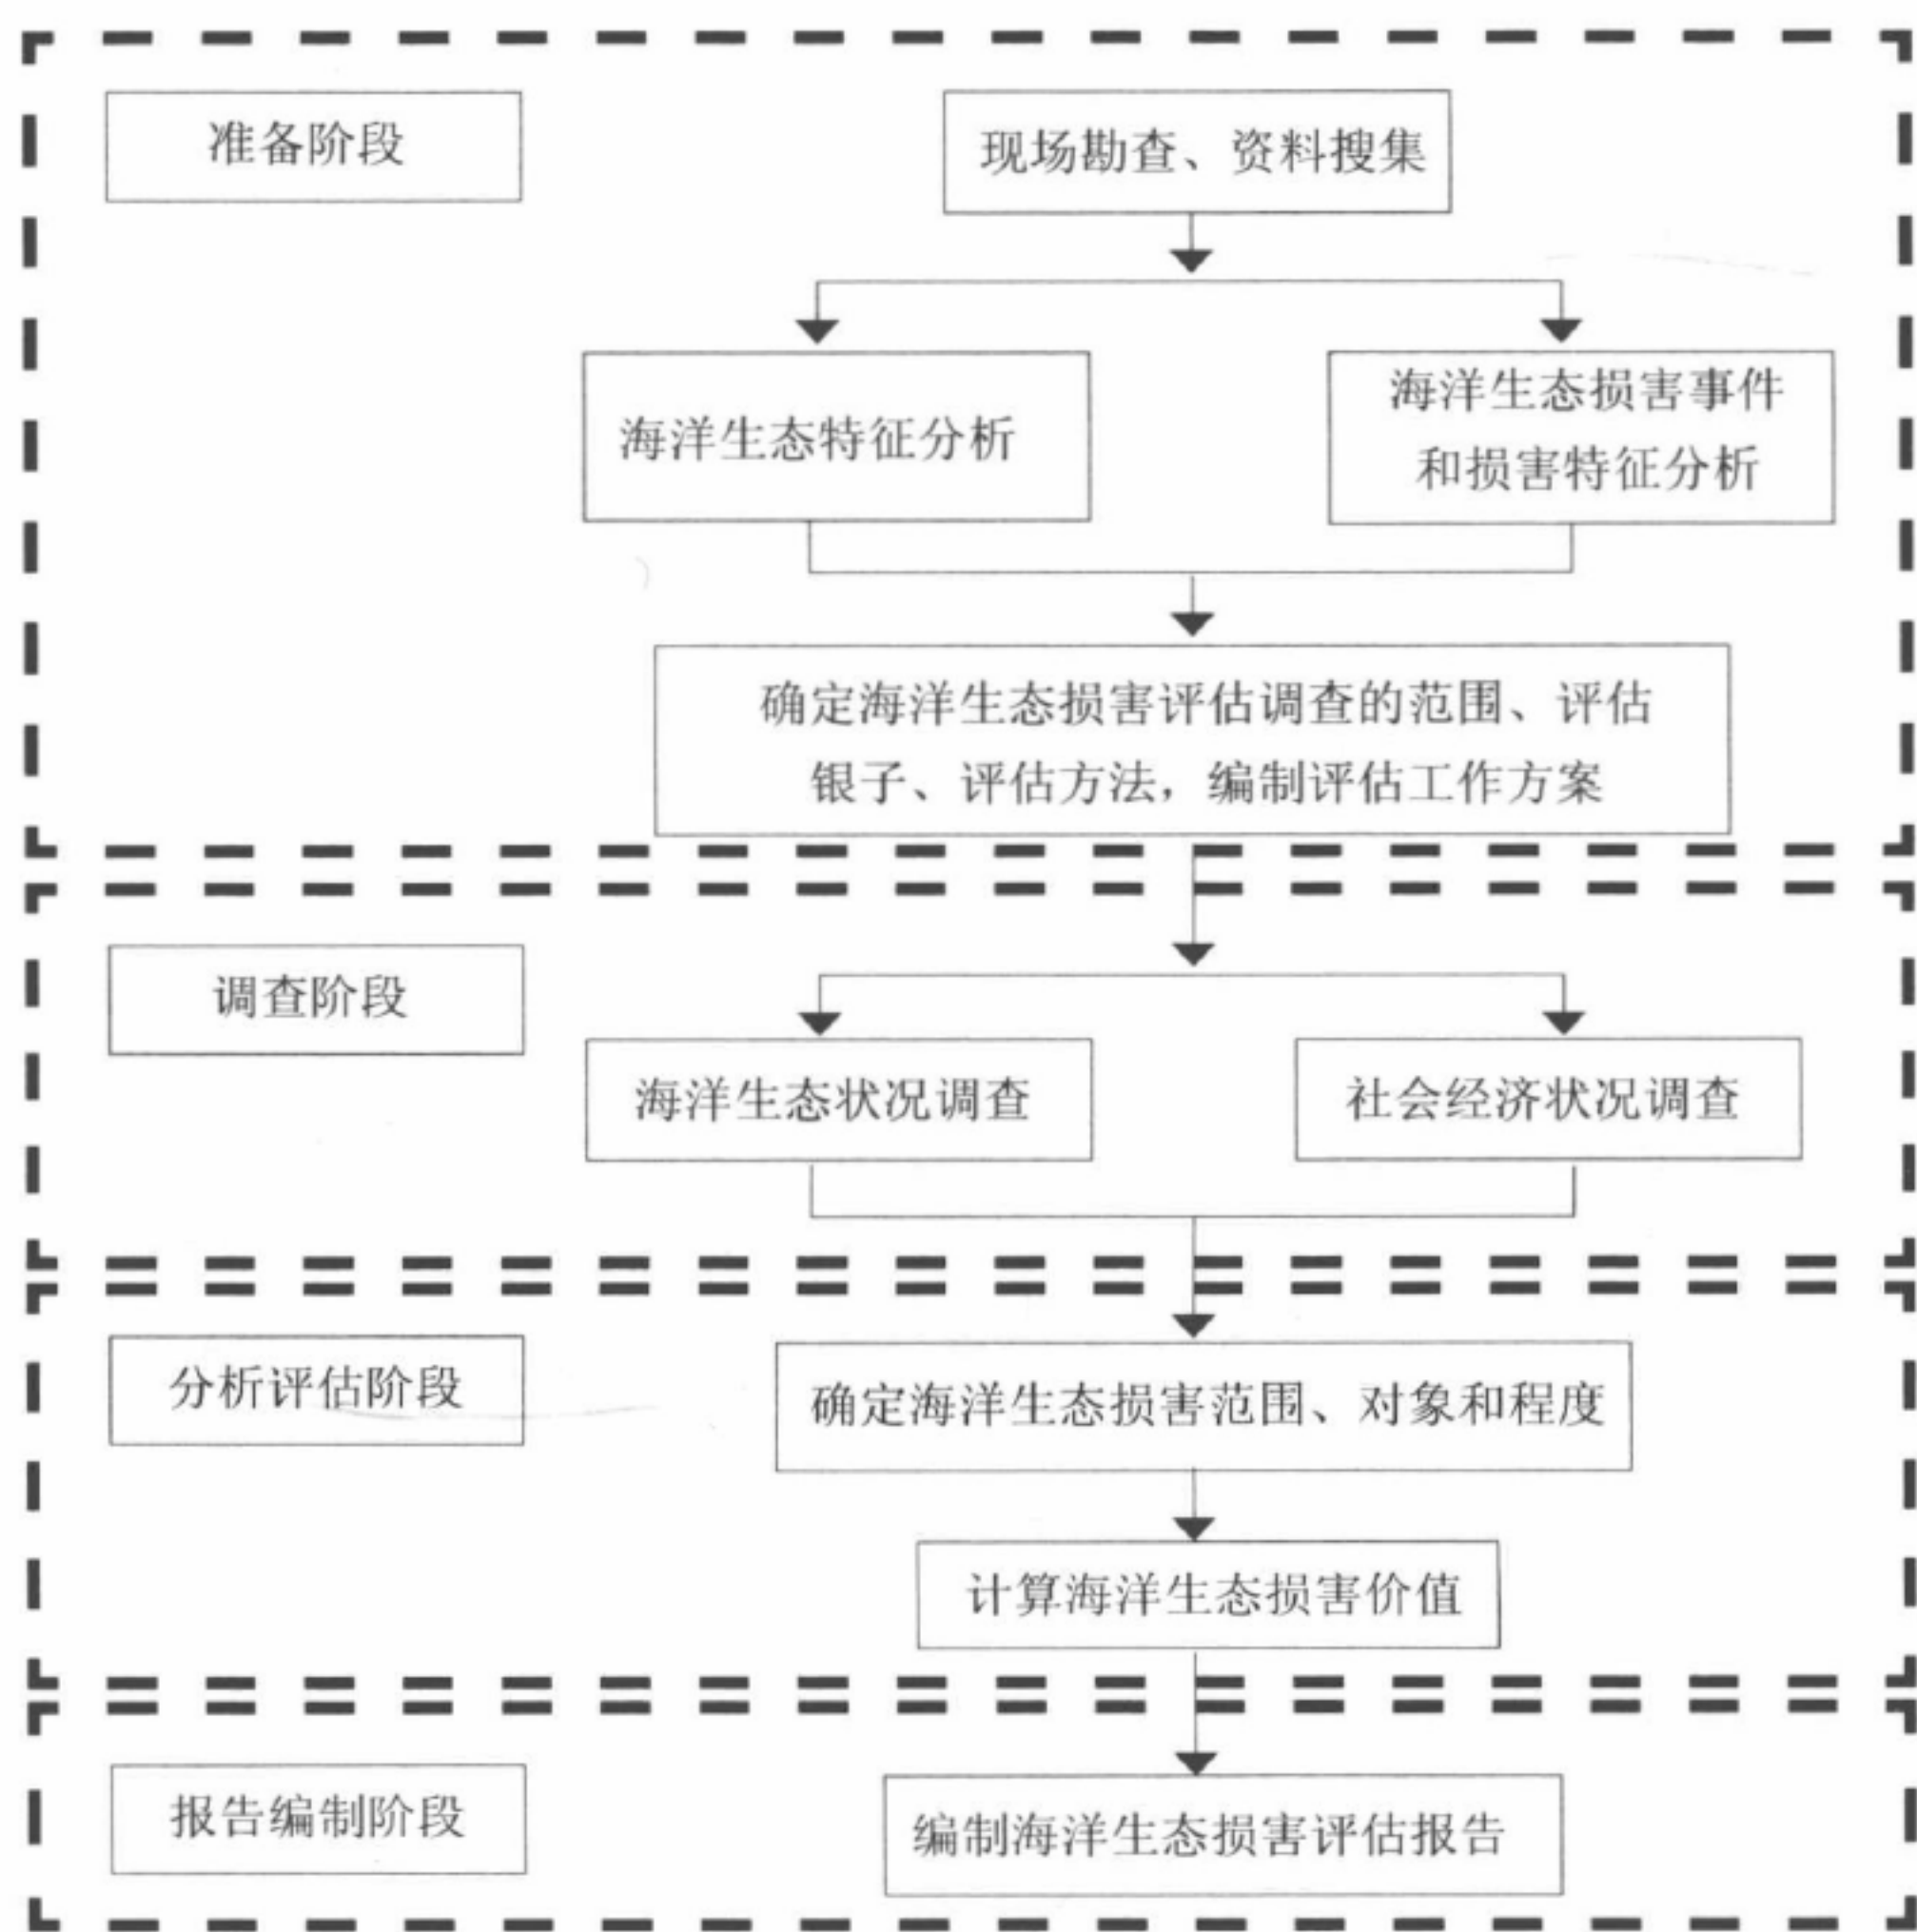 准备阶段
现场勘查、资料搜集
海洋生态特征分析
海洋生态损害事件
和损害特征分析
确定海洋生态损害评估调查的范围、评估
银子、评估方法，编制评估工作方案
调查阶段
海洋生态状况调查
社会经济状况调查
分析评估阶段
确定海洋生态损害范围、对象和程度
计算海洋生态损害价值
报告编制阶段
编制海洋生态损害评估报告